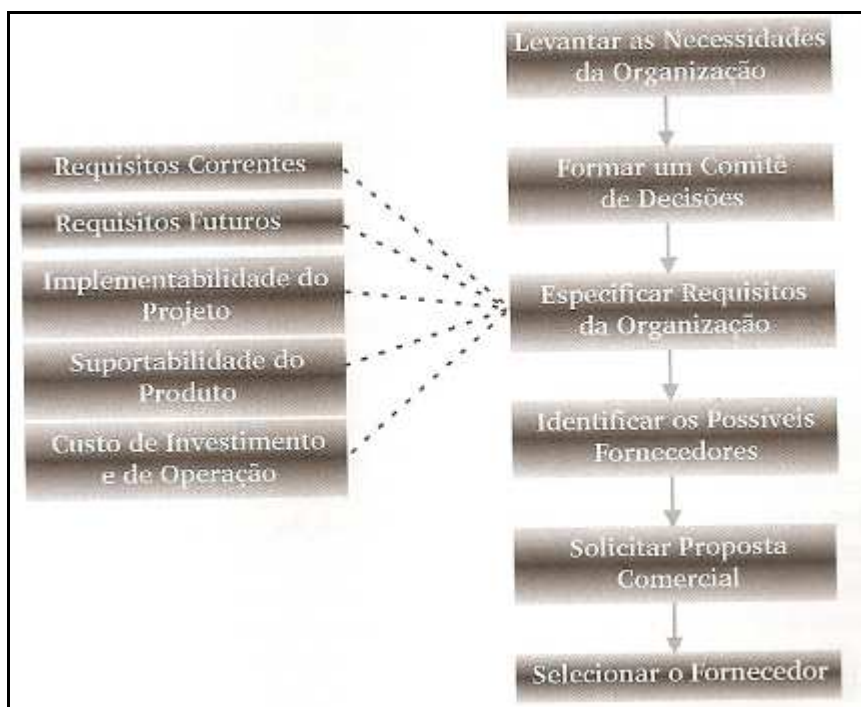 Levantar as Necessidades
da Organização
Formar um Comitê
de Decisões
Especificar Requisitos
da Organização
Identificar os Possíveis
Fornecedores
Solicitar Proposta
Comercial
Selecionar o Fornecedor
Requisitos Correntes
Requisitos Futuros
Implementabilidade do
Projeto
Suportabilidade do
Produto
Custo de Investimento
e de Operação